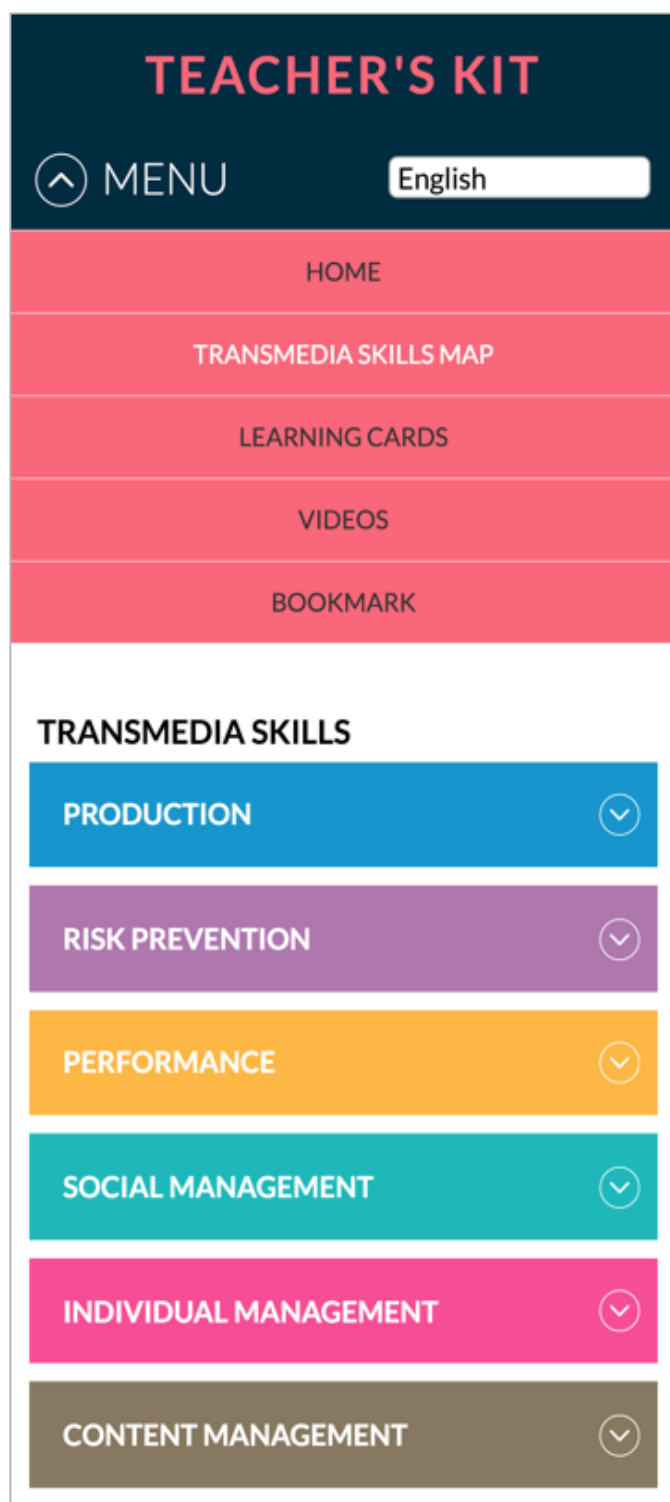 TEACHER'S KIT
MENU English
HOME
TRANSMEDIA SKILLS MAP
LEARNING CARDS
VIDEOS
BOOKMARK
TRANSMEDIA SKILLS
PRODUCTION
RISK PREVENTION
PERFORMANCE
SOCIAL MANAGEMENT
INDIVIDUAL MANAGEMENT
CONTENT MANAGEMENT